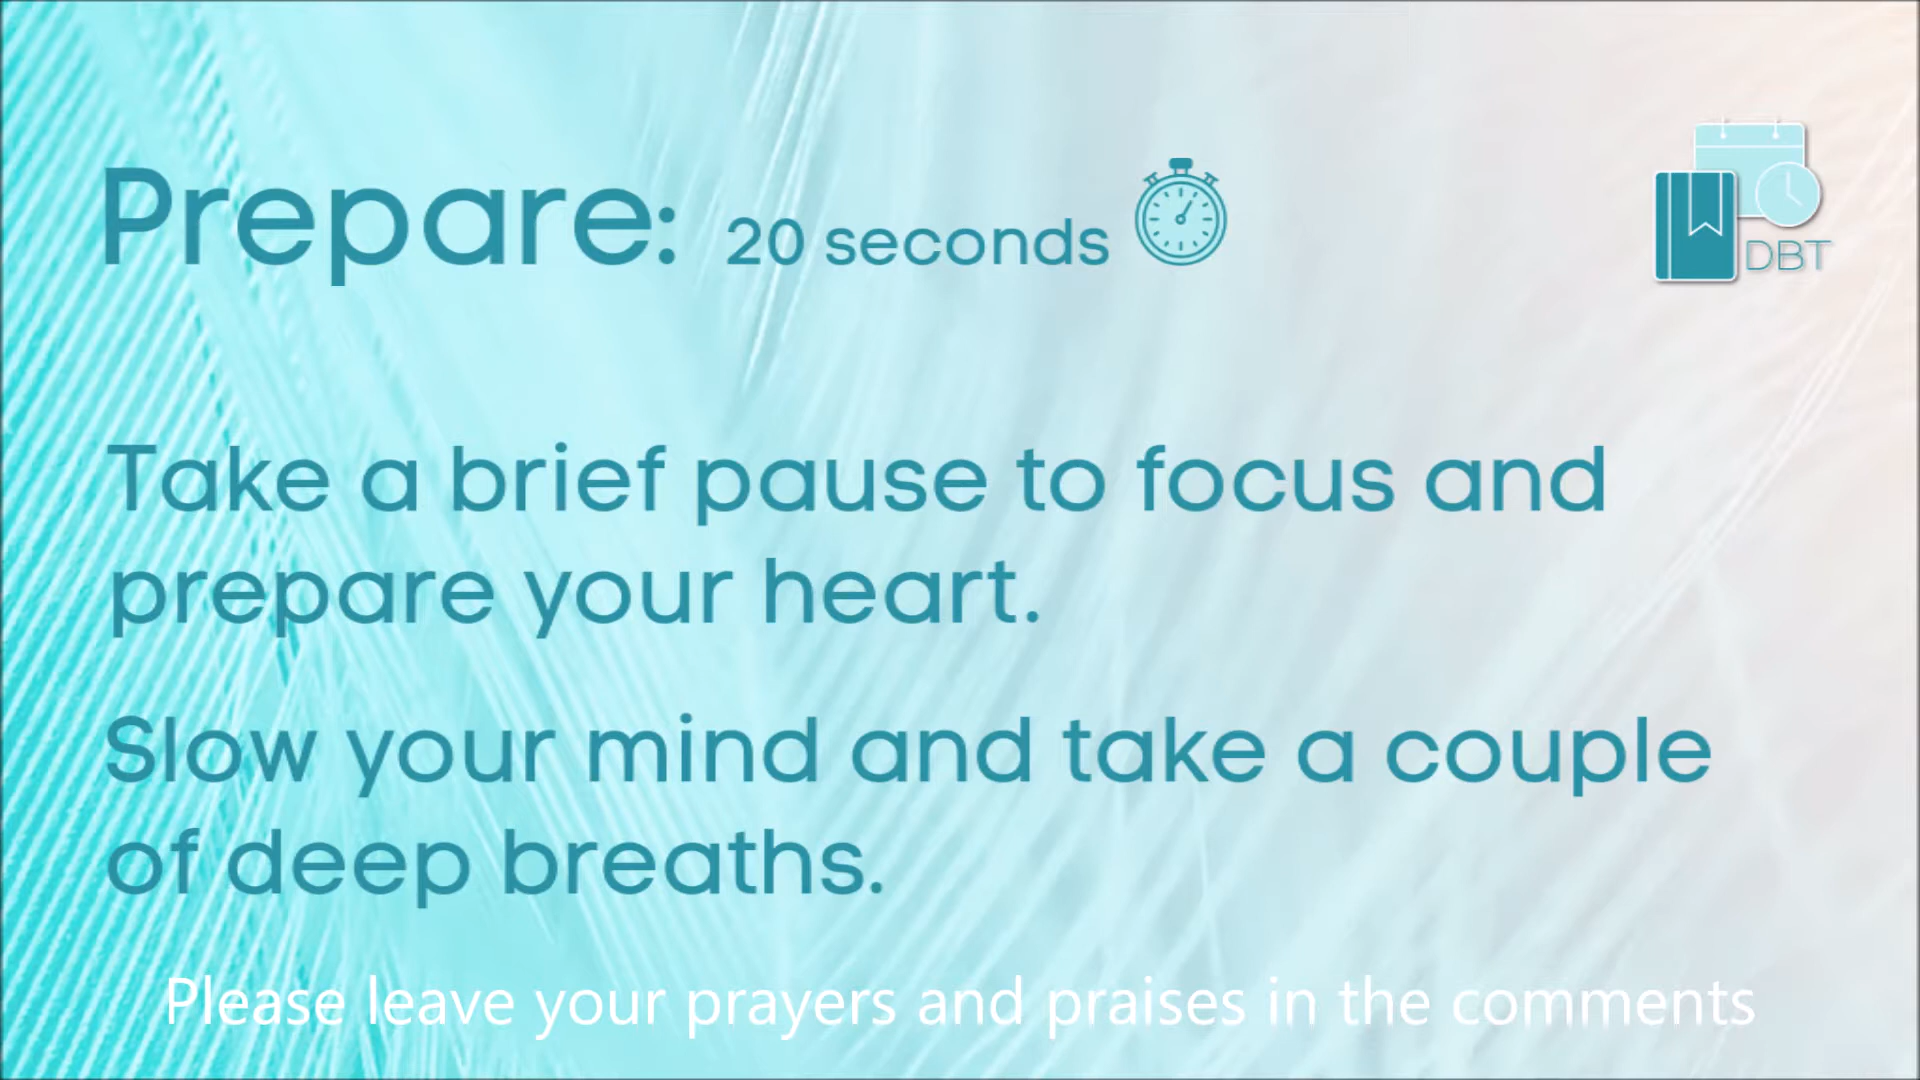 Prepare: 20 seconds
DBT
Take a brief pause to focus and
prepare your heart.
Slow your mind and take a couple
of deep breaths.
Please leave your prayers and praises in the comments